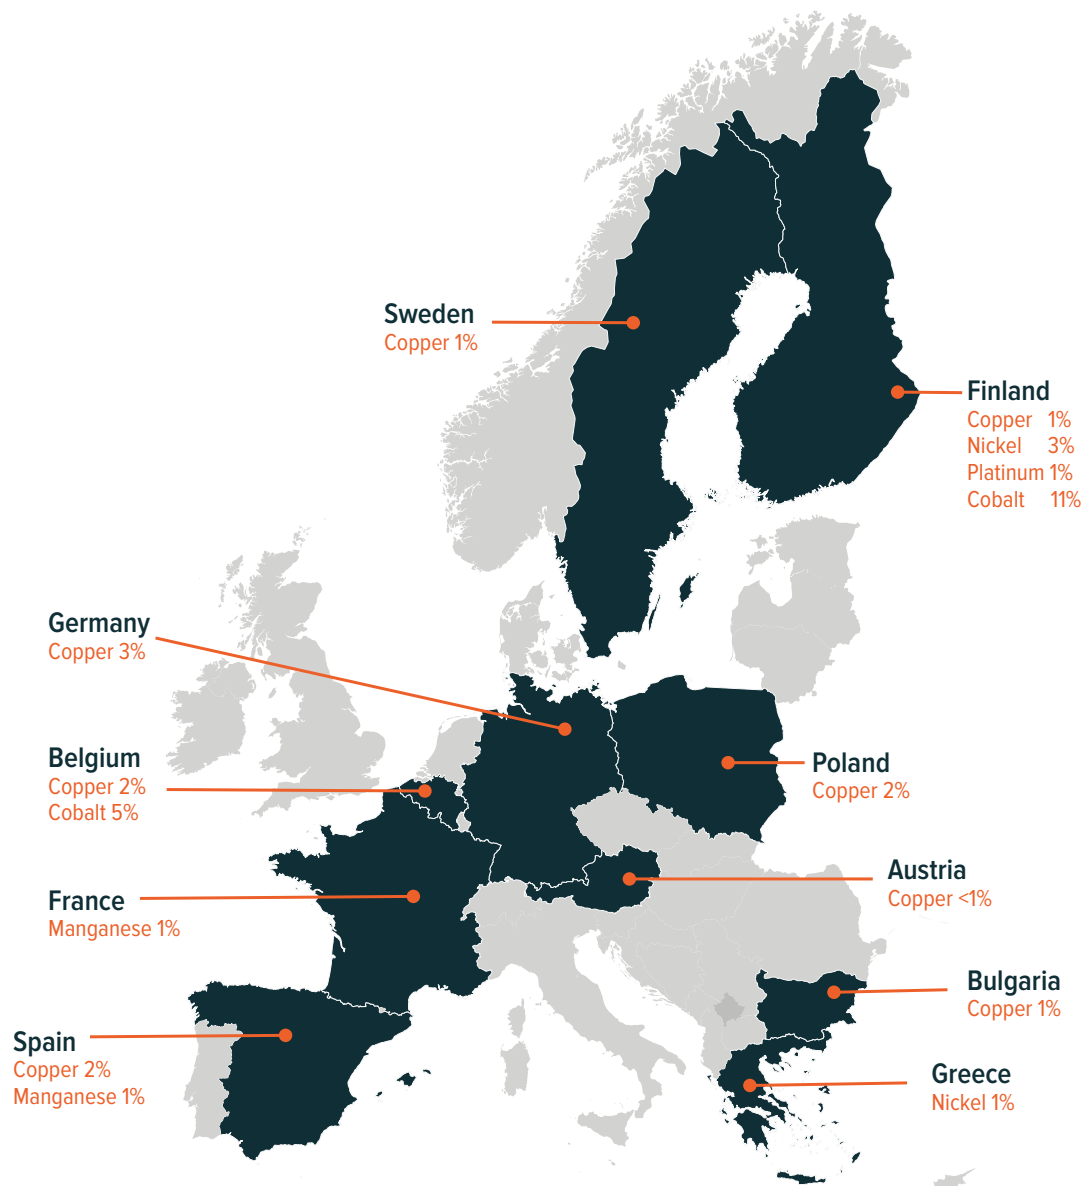 Sweden
Copper 1%
Finland
Copper 1%
Nickel 3%
Platinum 1%
Cobalt 11%
Germany
Copper 3%
Belgium
Copper 2%
Cobalt 5%
Poland
Copper 2%
Austria
Copper <1%
France
Manganese 1%
Bulgaria
Copper 1%
Spain
Copper 2%
Manganese 1%
Greece
Nickel 1%